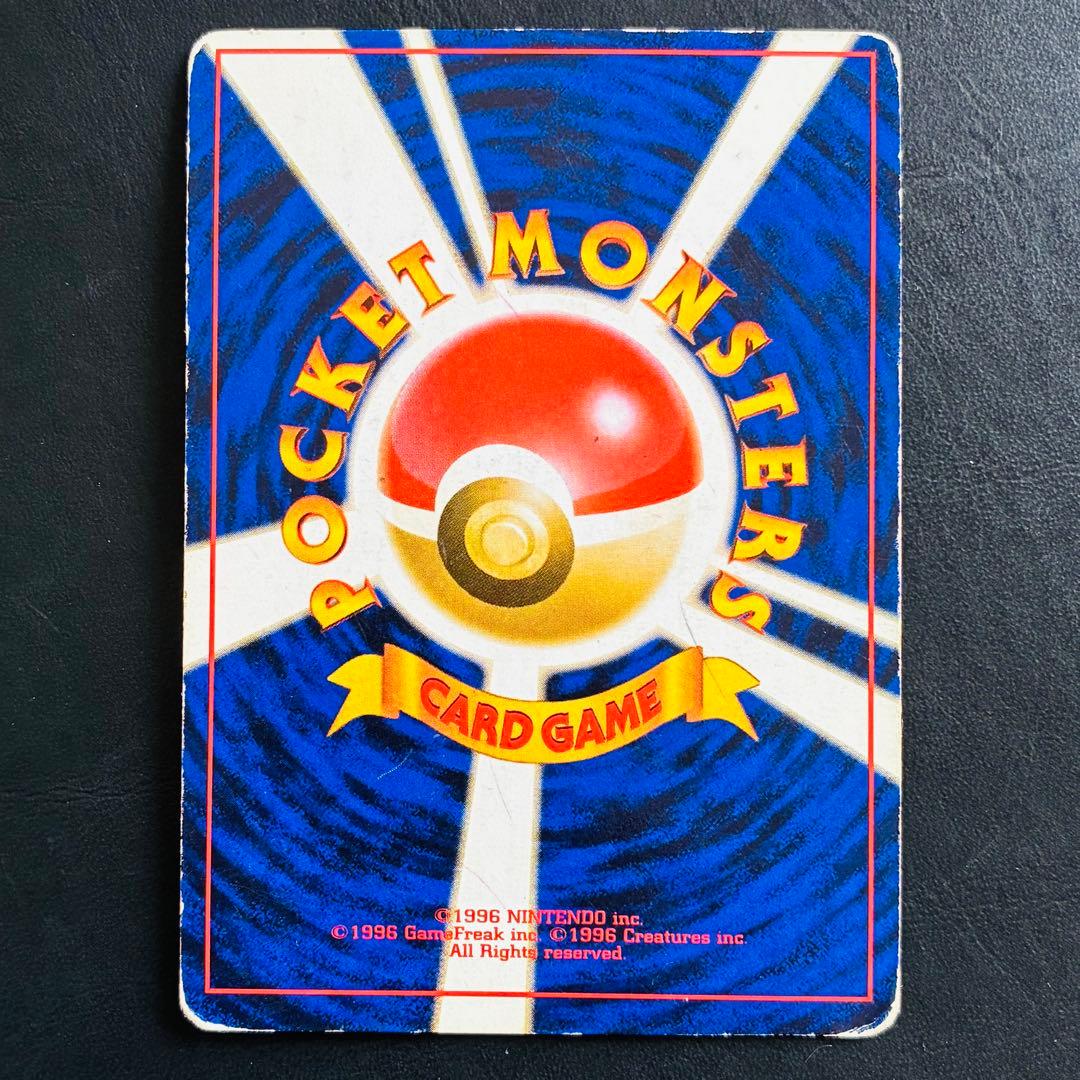 POCKET MONSTERS
CARD GAME
©1996 NINTENDO inc.
©1996 GameFreak inc. ©1996 Creatures inc.
All Rights reserved.